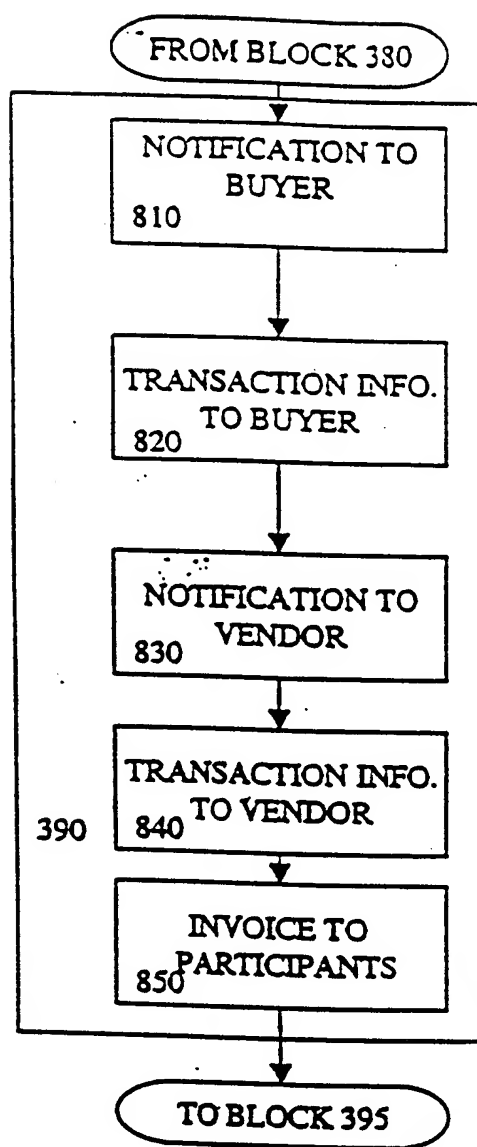 FROM BLOCK 380
NOTIFICATION TO
BUYER
810
TRANSACTION INFO.
TO BUYER
820
NOTIFICATION TO
VENDOR
830
TRANSACTION INFO.
TO VENDOR
390
840
INVOICE TO
PARTICIPANTS
850
TO BLOCK 395